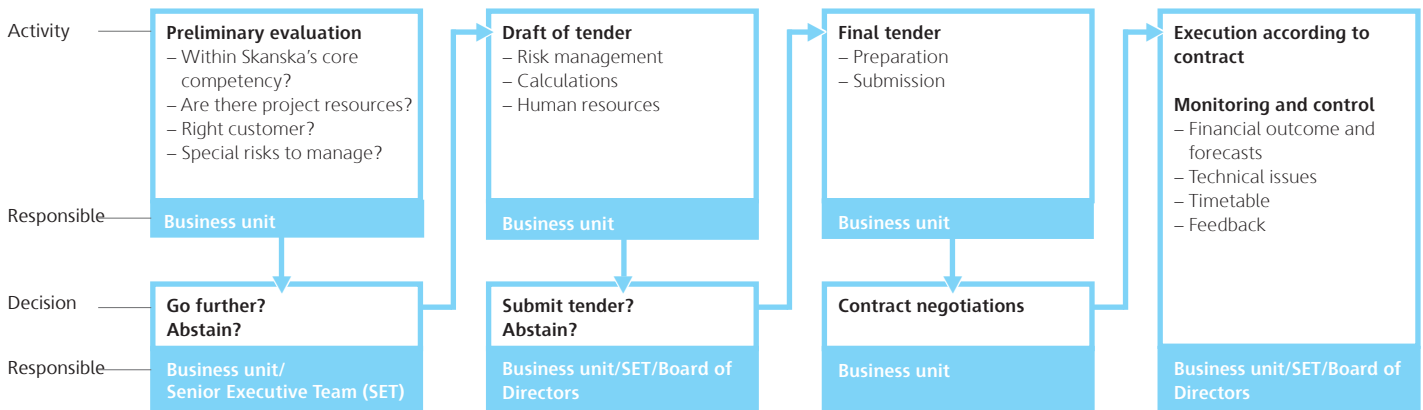 Activity
Preliminary evaluation
– Within Skanska's core
competency?
– Are there project resources?
– Right customer?
– Special risks to manage?
Responsible
Business unit
Decision
Go further?
Abstain?
Responsible
Business unit/
Senior Executive Team (SET)
Draft of tender
– Risk management
– Calculations
– Human resources
Business unit
Submit tender?
Abstain?
Business unit/SET/Board of
Directors
Final tender
– Preparation
– Submission
Business unit
Contract negotiations
Business unit
Execution according to
contract
Monitoring and control
– Financial outcome and
forecasts
– Technical issues
– Timetable
– Feedback
Business unit/SET/Board of
Directors